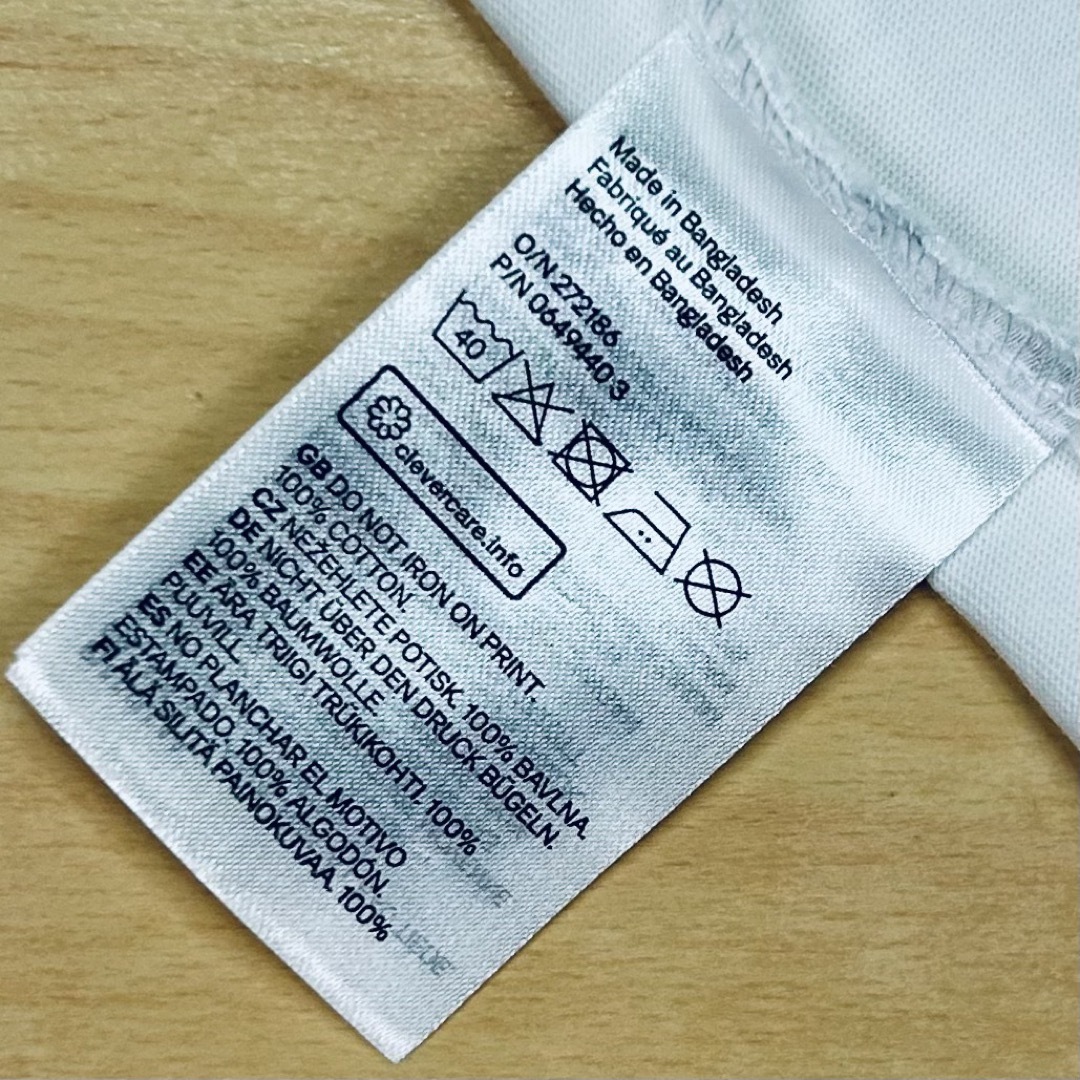 Made in Bangladesh
Fabriqué au Bangladesh
Hecho en Bangladesh
O/N 272186
P/N 0649440 3
40
clevercare.info
GB DO NOT IRON ON PRINT.
100% COTTON.
CZ NEŽEHLETE POTISK. 100% BAVLNA.
DE NICHT ÜBER DEN DRUCK BÜGELN.
100% BAUMWOLLE.
EE ÄRA TRIIGI TRÜKIKOHTI. 100%
PUUVILL.
ES NO PLANCHAR EL MOTIVO
ESTAMPADO. 100% ALGODÓN.
FI ÄLÄ SILITÄ PAINOKUVAA. 100%